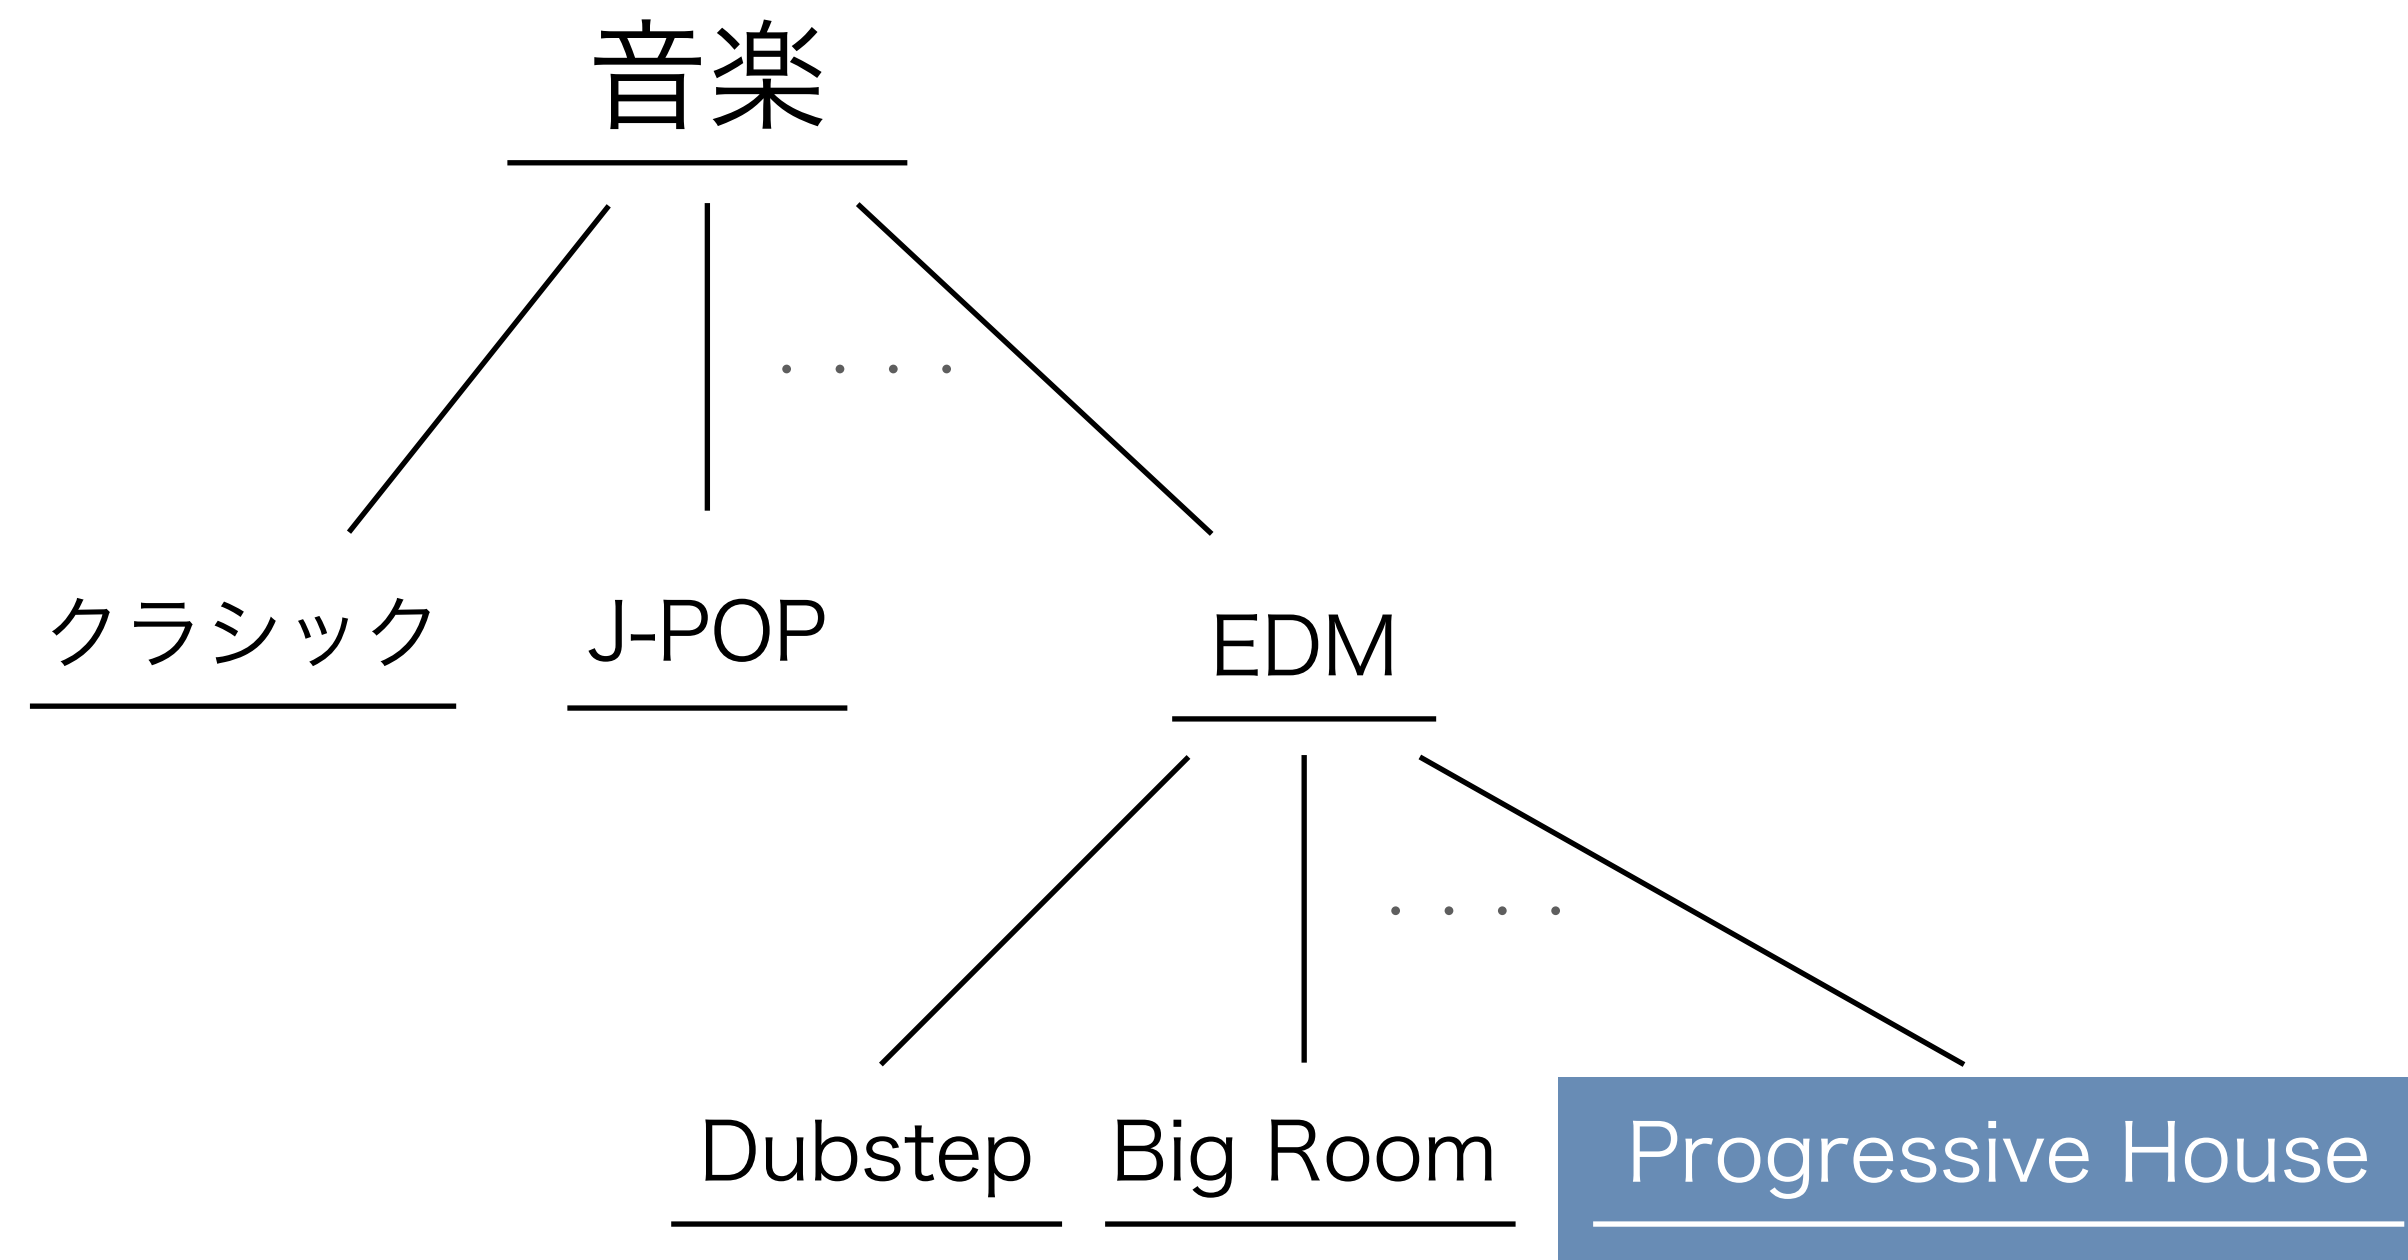 音楽
クラシック
J-POP
EDM
Dubstep
Big Room
Progressive House